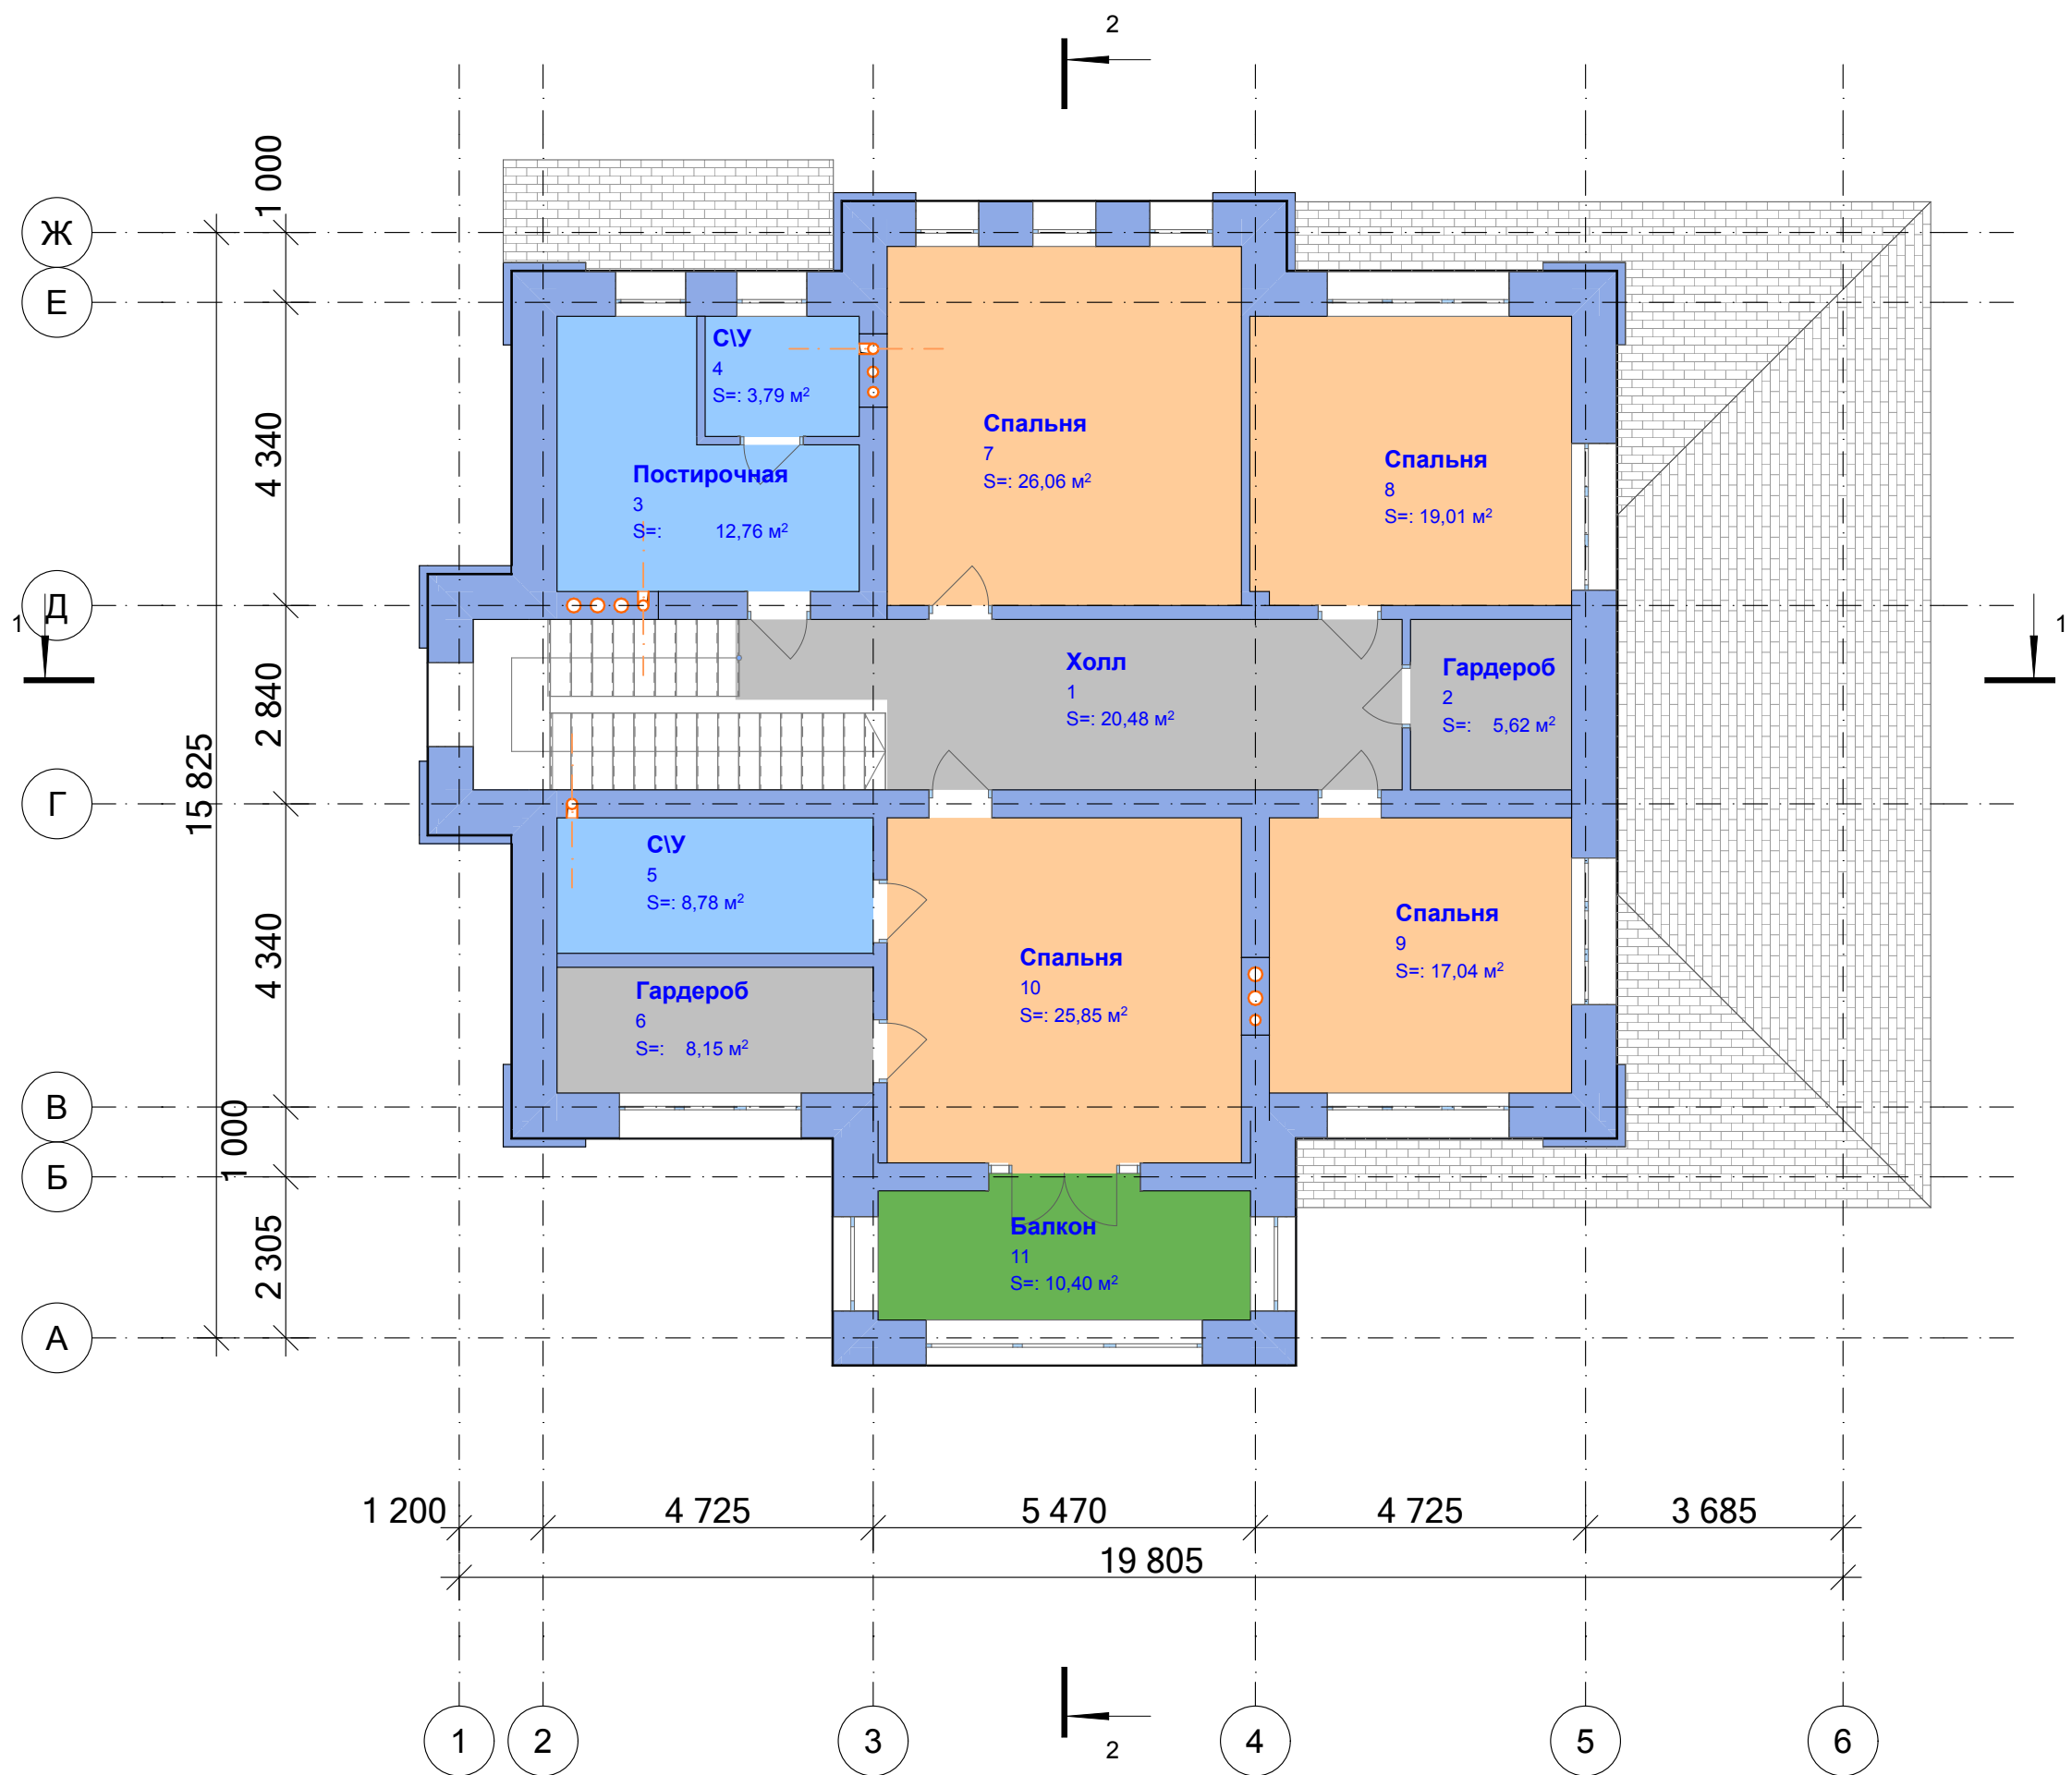 2
1 000
Ж
Е
С\У
4
S=: 3,79 м²
4 340
Спальня
7
S=: 26,06 м²
Спальня
8
S=: 19,01 м²
Постирочная
3
S=: 12,76 м²
Д
1
1
Холл
1
S=: 20,48 м²
Гардероб
2
S=: 5,62 м²
2 840
15 825
Г
С\У
5
S=: 8,78 м²
4 340
Спальня
9
S=: 17,04 м²
Спальня
10
S=: 25,85 м²
Гардероб
6
S=: 8,15 м²
В
1 000
Б
2 305
Балкон
11
S=: 10,40 м²
А
1 200
4 725
5 470
4 725
3 685
19 805
1
2
3
2
4
5
6